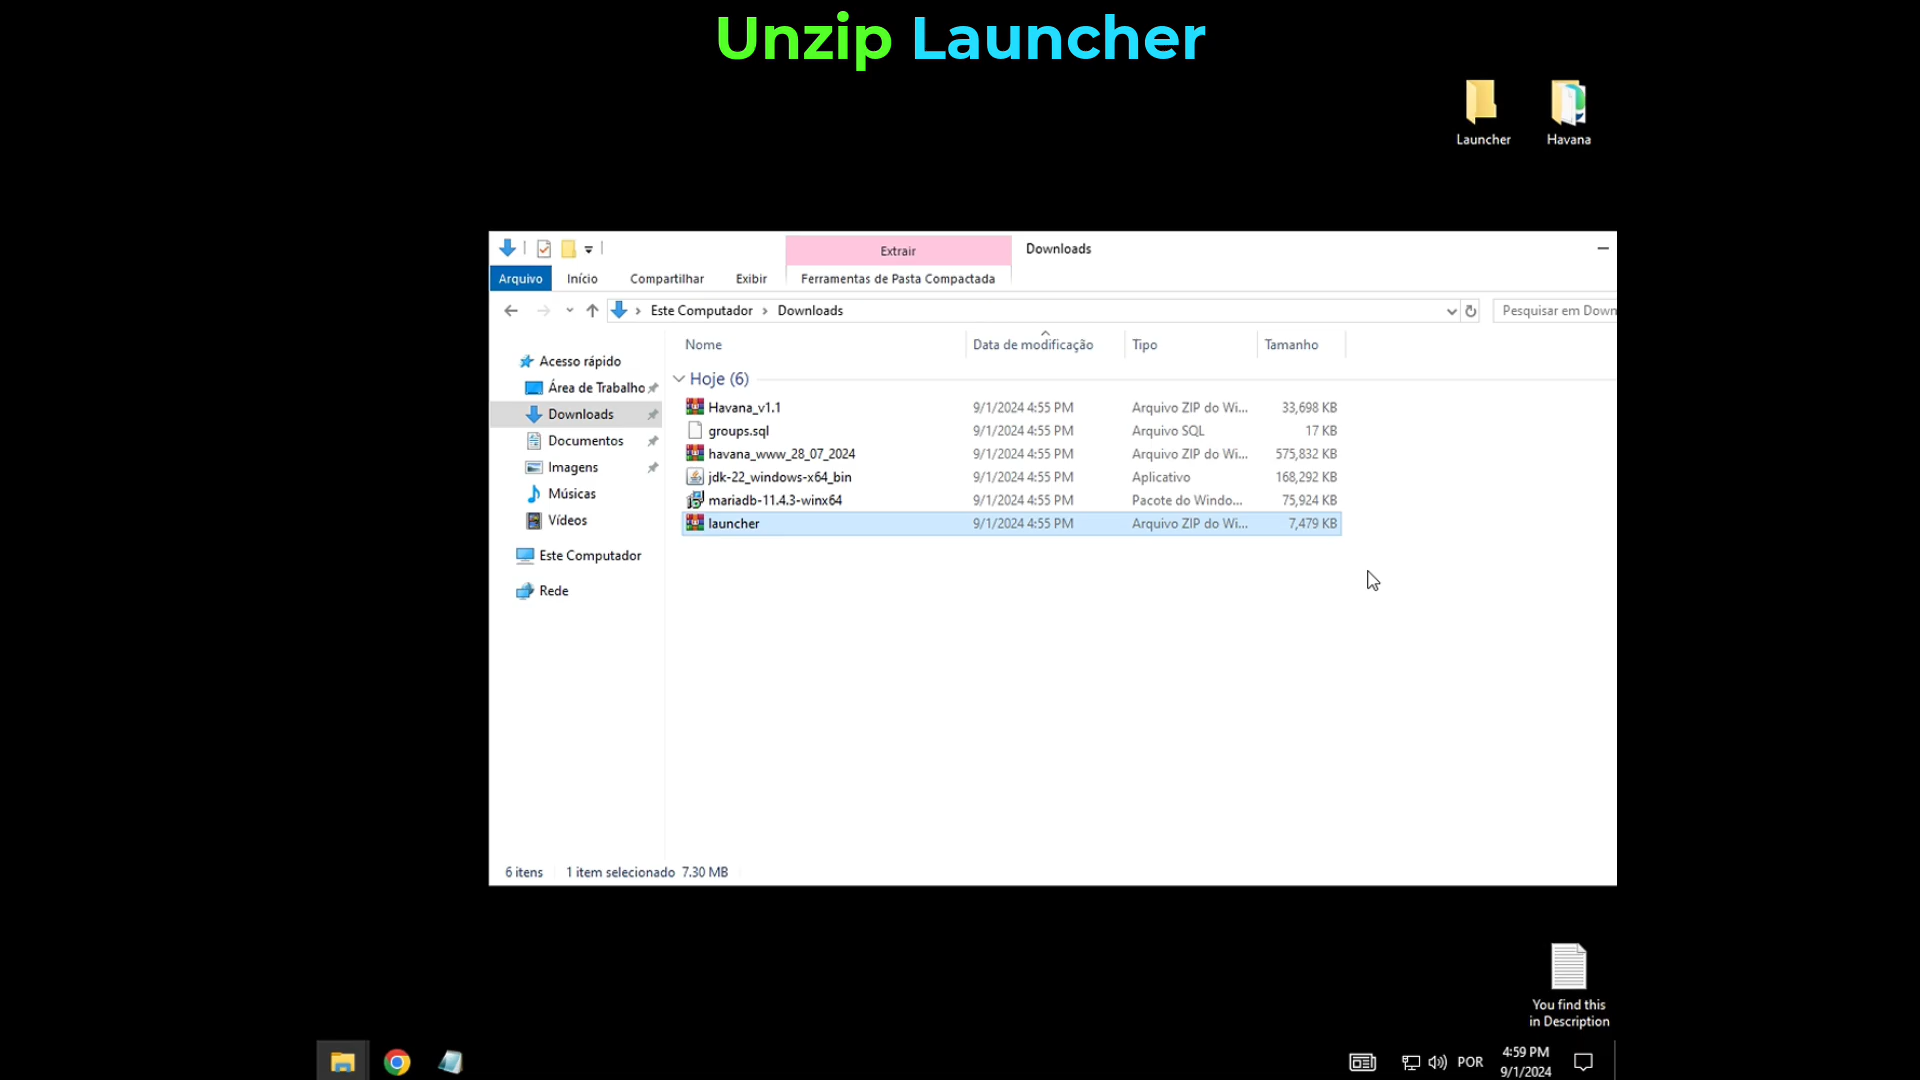 Unzip Launcher
Launcher
Havana
Extrair
Downloads
Arquivo
Início
Compartilhar
Exibir
Ferramentas de Pasta Compactada
Este Computador
Downloads
Pesquisar em Down
Nome
Data de modificação
Tipo
Tamanho
Acesso rápido
Área de Trabalho
Downloads
Documentos
Imagens
Músicas
Vídeos
Este Computador
Rede
Hoje (6)
Havana_v1.1 9/1/2024 4:55 PM Arquivo ZIP do Wi... 33,698 KB
groups.sql 9/1/2024 4:55 PM Arquivo SQL 17 KB
havana_www_28_07_2024 9/1/2024 4:55 PM Arquivo ZIP do Wi... 575,832 KB
jdk-22_windows-x64_bin 9/1/2024 4:55 PM Aplicativo 168,292 KB
mariadb-11.4.3-winx64 9/1/2024 4:55 PM Pacote do Windo... 75,924 KB
launcher 9/1/2024 4:55 PM Arquivo ZIP do Wi... 7,479 KB
6 itens
1 item selecionado 7.30 MB
You find this
in Description
POR
4:59 PM
9/1/2024